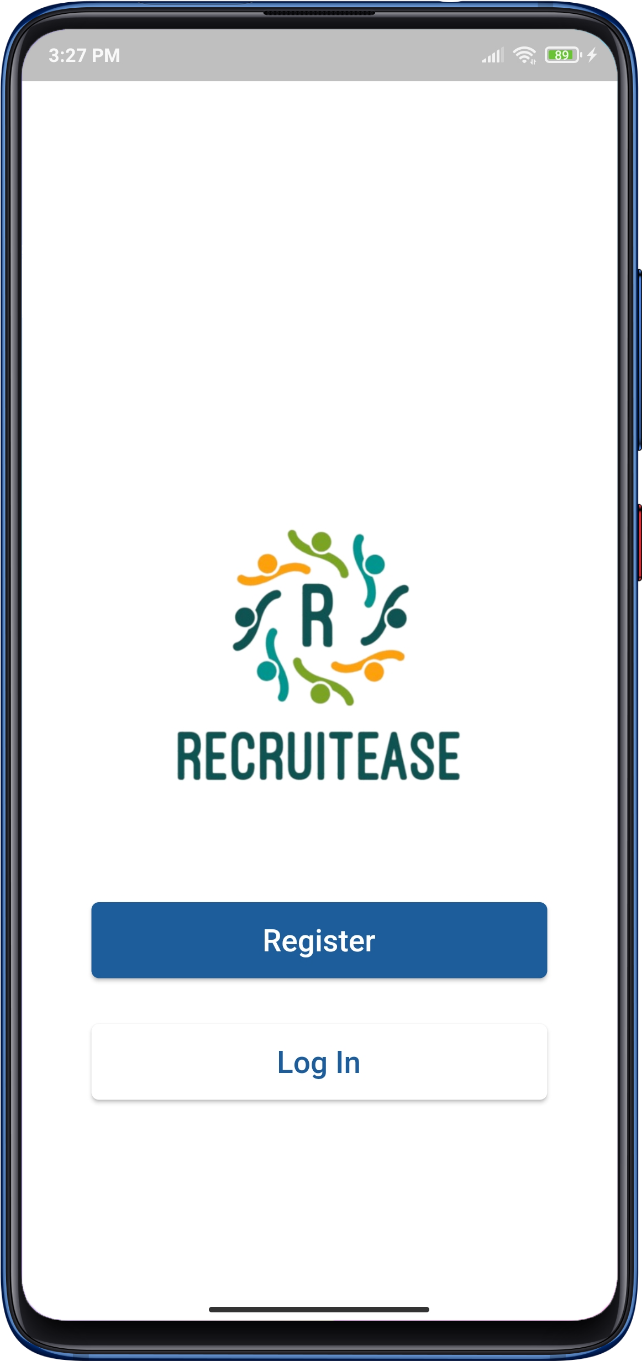 3:27 PM
89
R
RECRUITEASE
Register
Log In